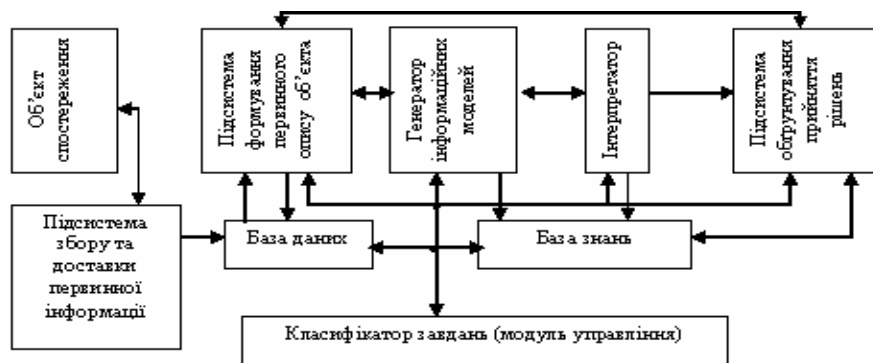 Об’єкт
спостереження
Підсистема
формування
первинного
опису об’єкта
Генератор
інформаційних
моделей
Інтерпретатор
Підсистема
обґрунтування
прийняття
рішень
Підсистема
збору та
доставки
первинної
інформації
База даних
База знань
Класифікатор завдань (модуль управління)